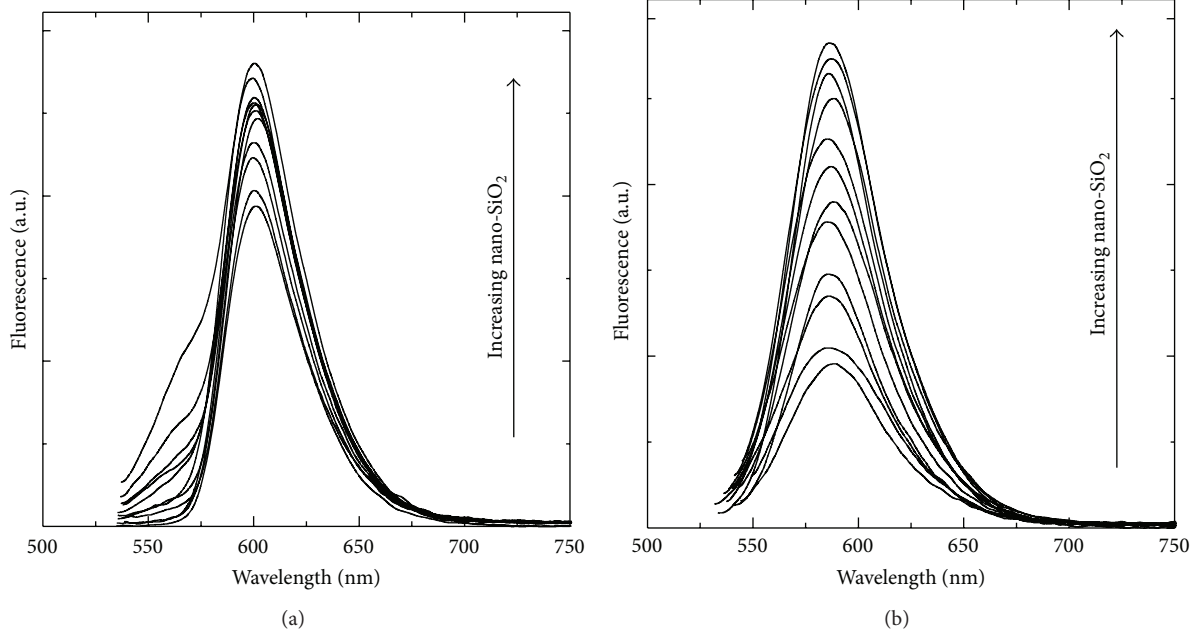 Fluorescence (a.u.)
Increasing nano-SiO₂
500 550 600 650 700 750
Wavelength (nm)
(a)
Fluorescence (a.u.)
Increasing nano-SiO₂
500 550 600 650 700 750
Wavelength (nm)
(b)